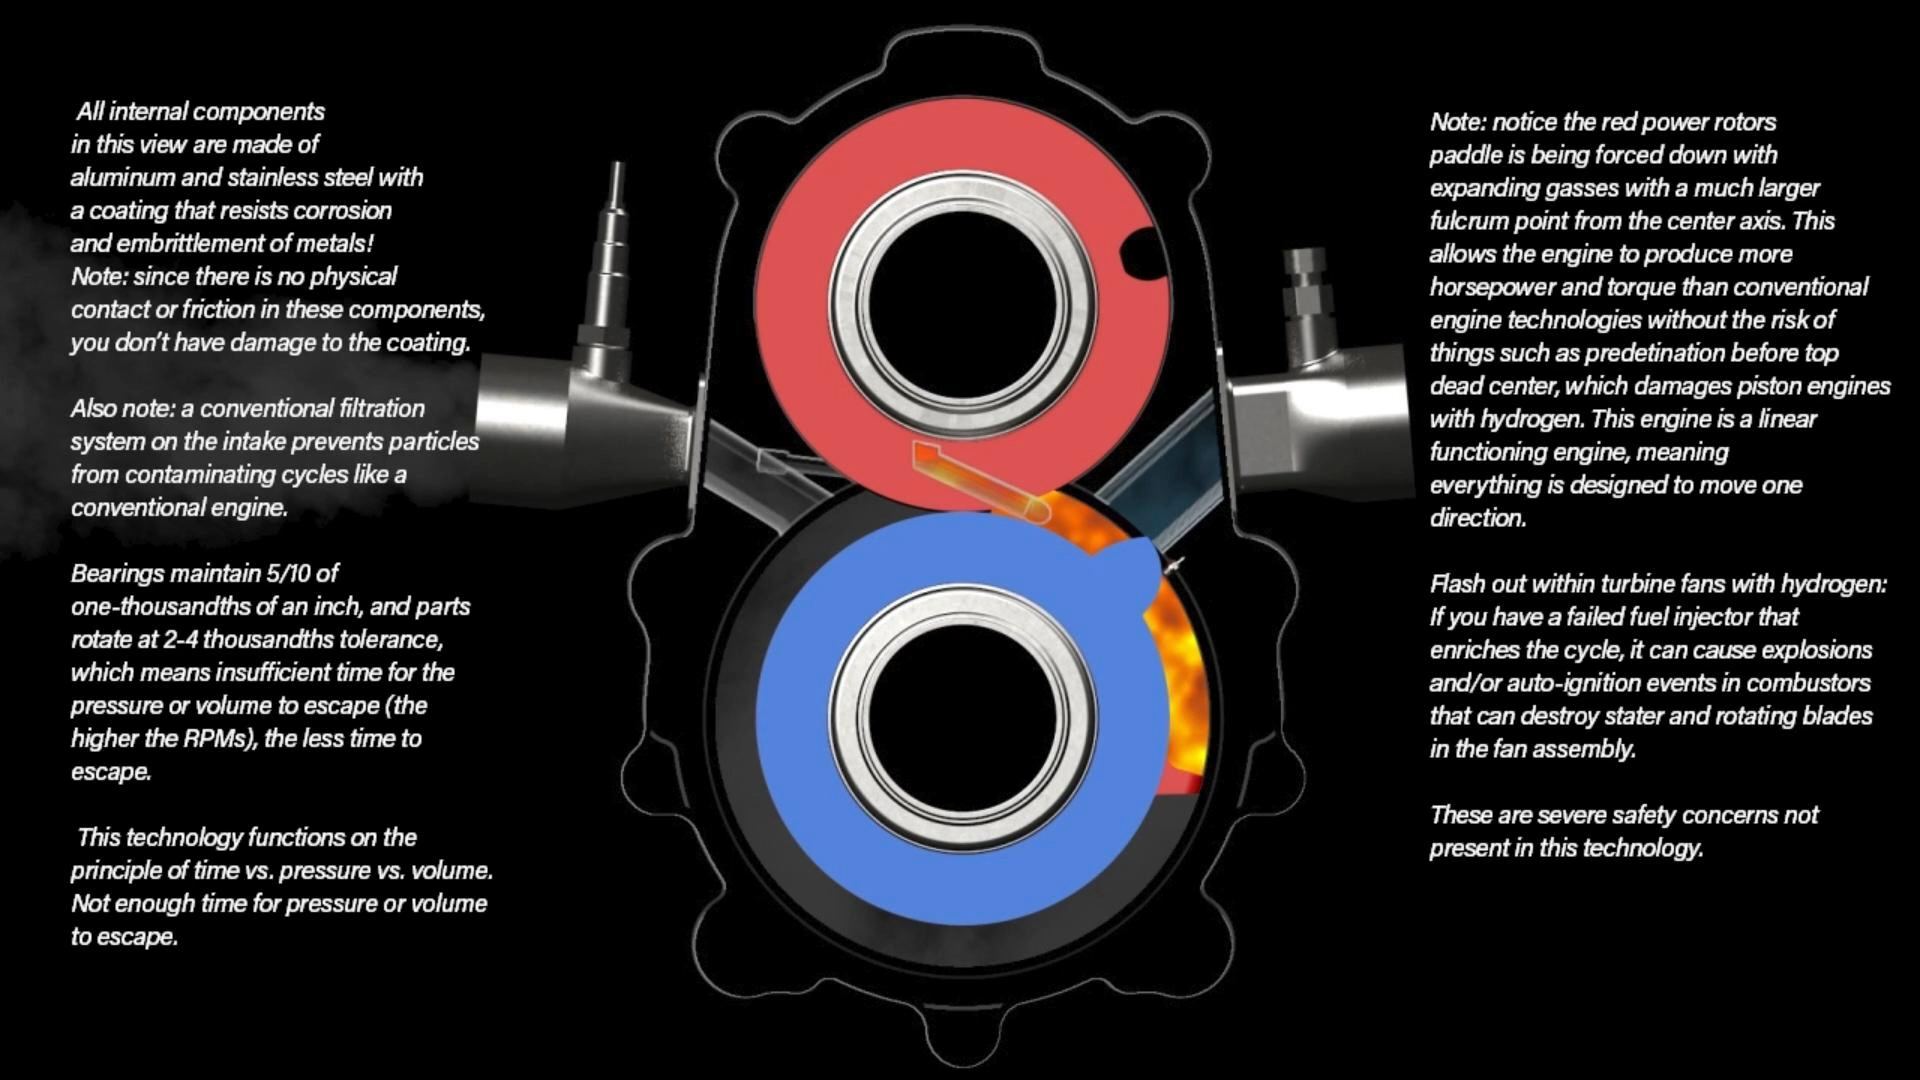 All internal components
in this view are made of
aluminum and stainless steel with
a coating that resists corrosion
and embrittlement of metals!
Note: since there is no physical
contact or friction in these components,
you don't have damage to the coating.
Also note: a conventional filtration
system on the intake prevents particles
from contaminating cycles like a
conventional engine.
Bearings maintain 5/10 of
one-thousandths of an inch, and parts
rotate at 2-4 thousandths tolerance,
which means insufficient time for the
pressure or volume to escape (the
higher the RPMs), the less time to
escape.
This technology functions on the
principle of time vs. pressure vs. volume.
Not enough time for pressure or volume
to escape.
Note: notice the red power rotors
paddle is being forced down with
expanding gasses with a much larger
fulcrum point from the center axis. This
allows the engine to produce more
horsepower and torque than conventional
engine technologies without the risk of
things such as predetination before top
dead center, which damages piston engines
with hydrogen. This engine is a linear
functioning engine, meaning
everything is designed to move one
direction.
Flash out within turbine fans with hydrogen:
If you have a failed fuel injector that
enriches the cycle, it can cause explosions
and/or auto-ignition events in combustors
that can destroy stater and rotating blades
in the fan assembly.
These are severe safety concerns not
present in this technology.